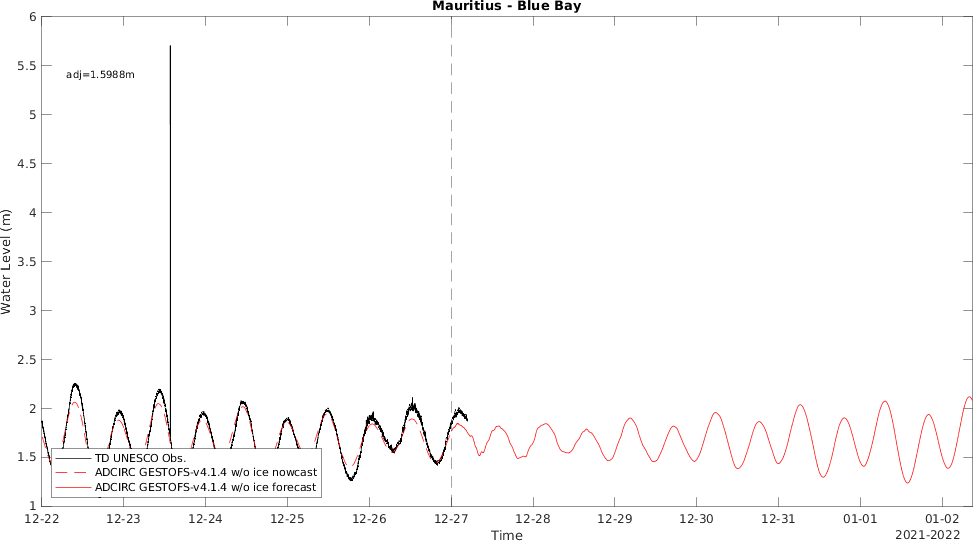 Mauritius - Blue Bay
adj=1.5988m
Water Level (m)
6
5.5
5
4.5
4
3.5
3
2.5
2
1.5
1
TD UNESCO Obs.
ADCIRC GESTOFS-v4.1.4 w/o ice nowcast
ADCIRC GESTOFS-v4.1.4 w/o ice forecast
12-22 12-23 12-24 12-25 12-26 12-27 12-28 12-29 12-30 12-31 01-01 01-02
Time
2021-2022